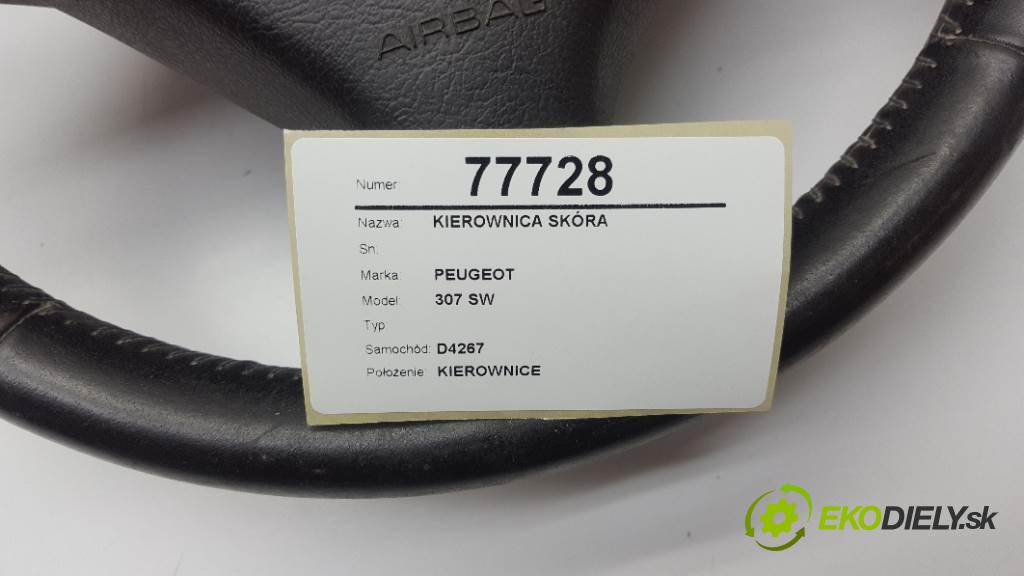 AIRBAG
Numer: 77728
Nazwa: KIEROWNICA SKÓRA
Sn:
Marka: PEUGEOT
Model: 307 SW
Typ
Samochód: D4267
Położenie: KIEROWNICE
EKODIELY.sk